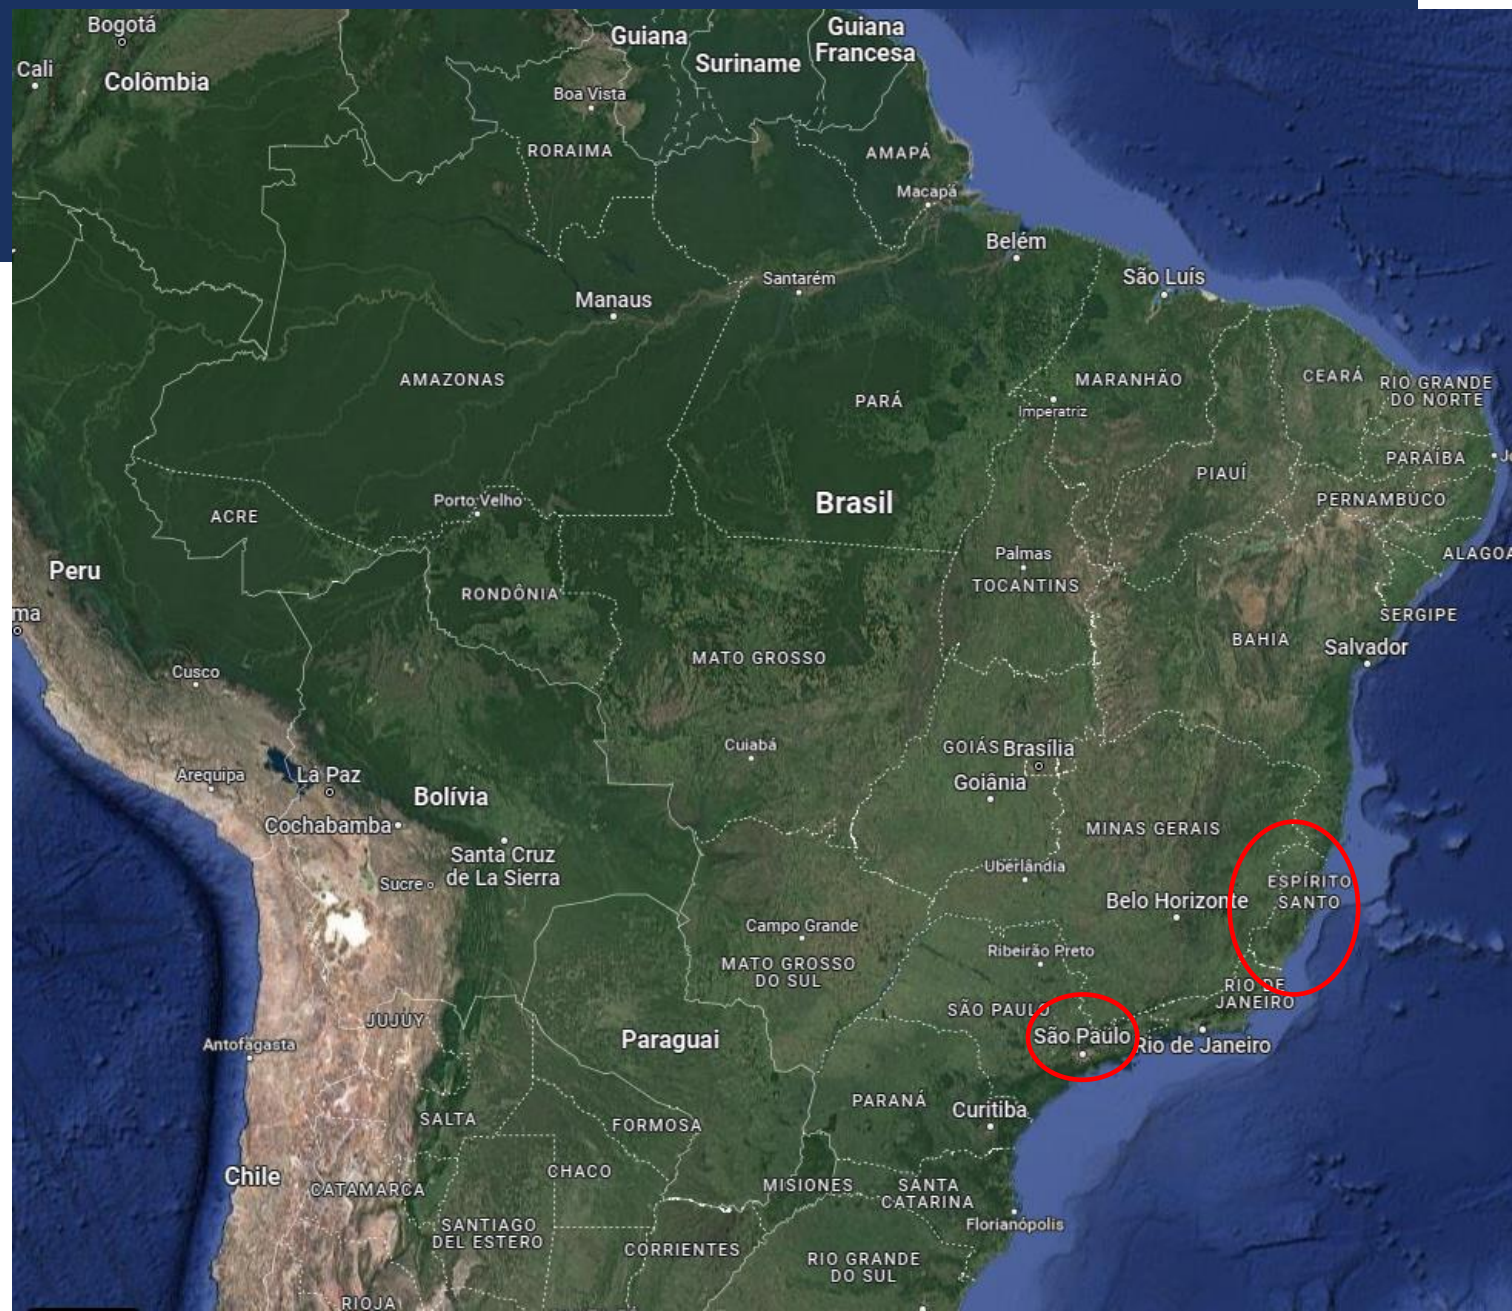 Bogotá
Cali
Colômbia
Guiana
Suriname
Guiana
Francesa
Boa Vista
RORAIMA
AMAPÁ
Macapá
Belém
São Luís
Santarém
Manaus
AMAZONAS
PARÁ
MARANHÃO
Imperatriz
CEARÁ
RIO GRANDE
DO NORTE
PARAÍBA
PIAUÍ
PERNAMBUCO
Brasil
Porto Velho
ACRE
Peru
ma
RONDÔNIA
Palmas
TOCANTINS
ALAGOA
SERGIPE
BAHIA
Salvador
MATO GROSSO
Cusco
Cuiabá
GOIÁS
Brasília
Goiânia
Arequipa
La Paz
Bolívia
Cochabamba
Santa Cruz
de La Sierra
Sucre
MINAS GERAIS
Uberlândia
ESPÍRITO
SANTO
Belo Horizonte
Campo Grande
MATO GROSSO
DO SUL
Ribeirão Preto
RIO DE
JANEIRO
SÃO PAULO
São Paulo
Rio de Janeiro
JUJUY
Paraguai
Antofagasta
PARANÁ
Curitiba
SALTA
FORMOSA
CHACO
MISIONES
SANTA
CATARINA
Chile
CATAMARCA
SANTIAGO
DEL ESTERO
CORRIENTES
Florianópolis
RIO GRANDE
DO SUL
RIOJA